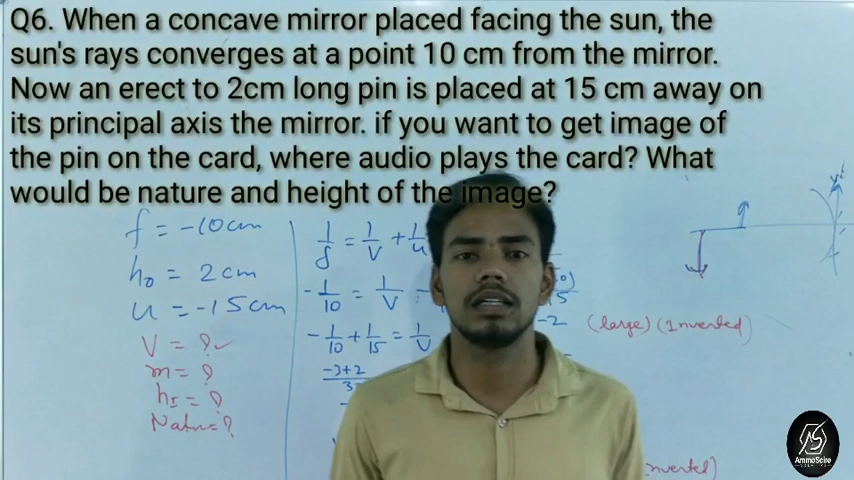 Q6. When a concave mirror placed facing the sun, the
sun's rays converges at a point 10 cm from the mirror.
Now an erect to 2cm long pin is placed at 15 cm away on
its principal axis the mirror. if you want to get image of
the pin on the card, where audio plays the card? What
would be nature and height of the image?
f = -10cm
h₀ = 2cm
u = -15cm
V = ?
m = ?
hI = ?
Natur = ?
1/f = 1/V + 1/u
-1/10 = 1/V -
-1/10 + 1/15 = 1/V
-3+2
-2
(large) (Inverted)
nverted)
AmmoScire